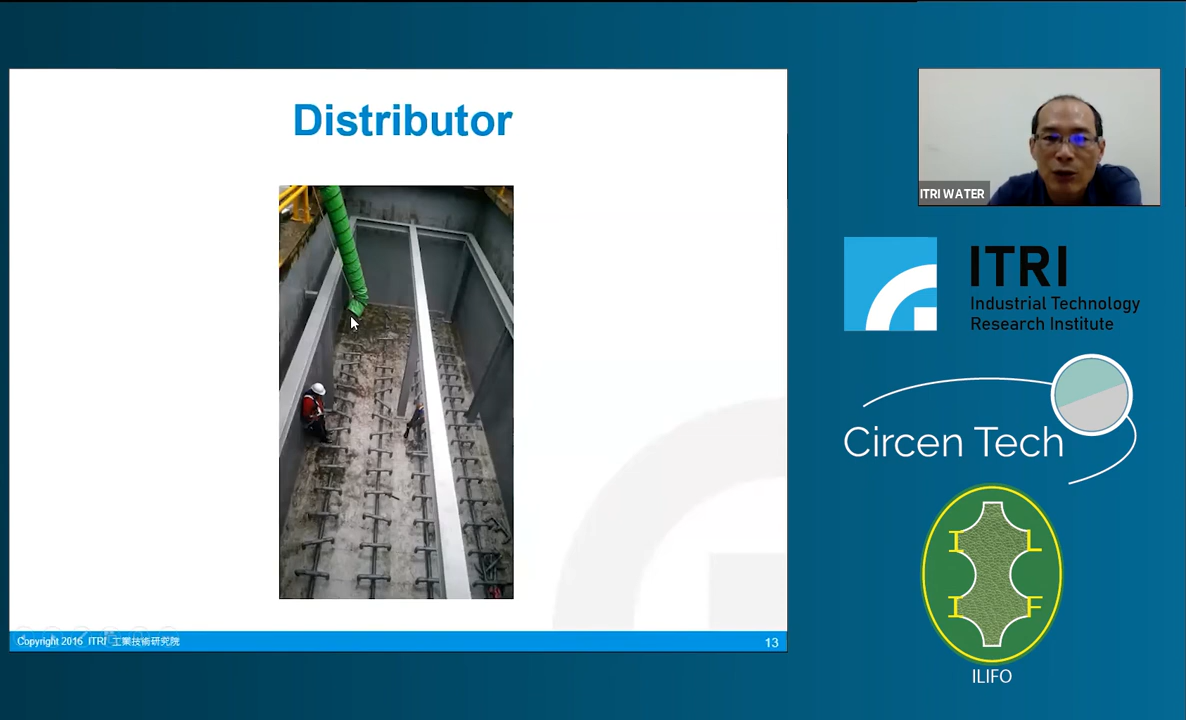 Distributor
Copyright 2016 ITRI 工業技術研究院
13
ITRI WATER
ITRI
Industrial Technology
Research Institute
Circen Tech
I L
I F
ILIFO